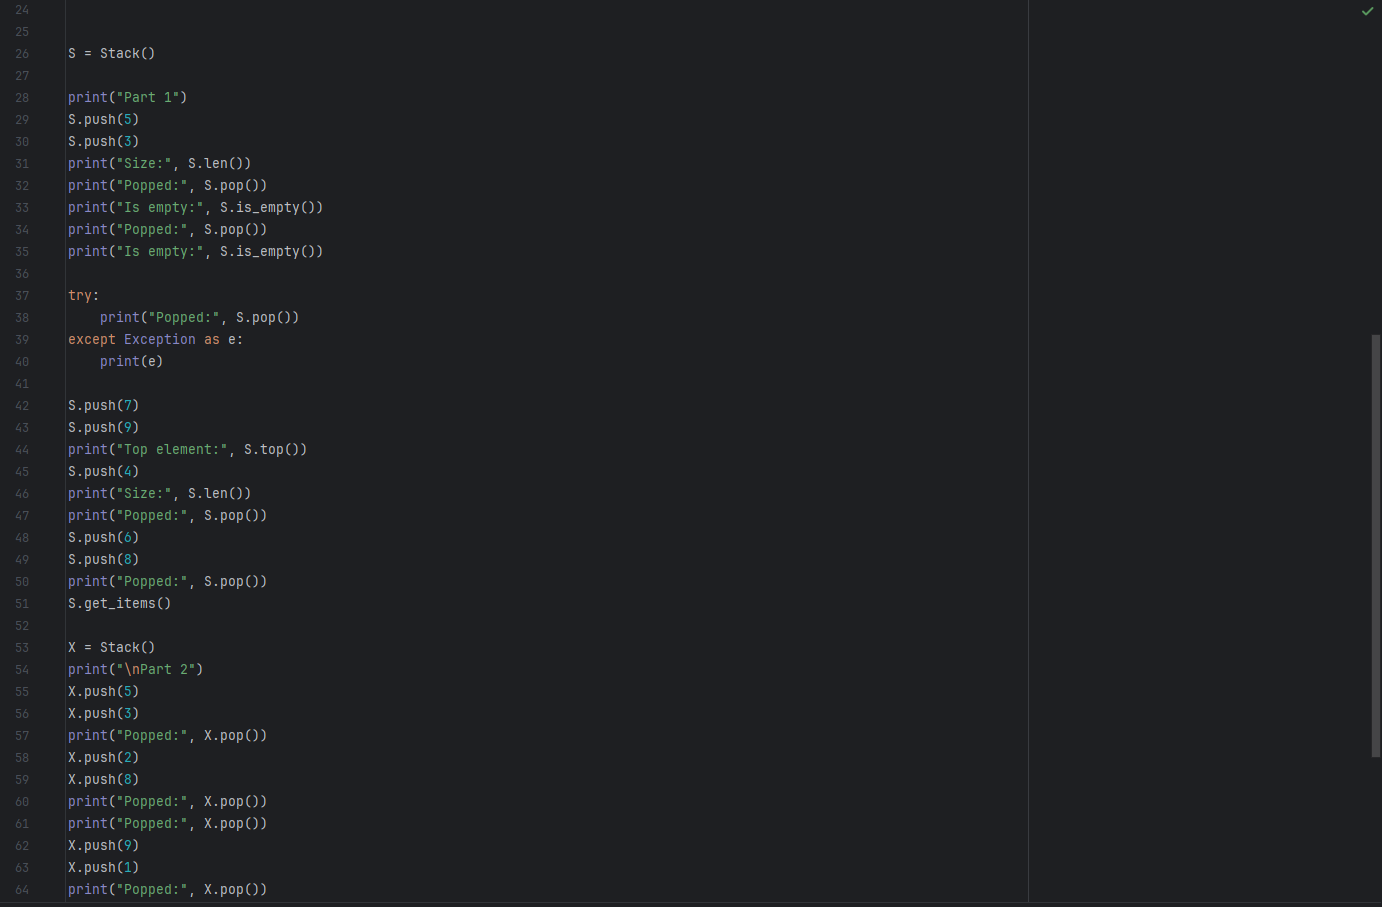 24
25
26 S = Stack()
27
28 print("Part 1")
29 S.push(5)
30 S.push(3)
31 print("Size:", S.len())
32 print("Popped:", S.pop())
33 print("Is empty:", S.is_empty())
34 print("Popped:", S.pop())
35 print("Is empty:", S.is_empty())
36
37 try:
38     print("Popped:", S.pop())
39 except Exception as e:
40     print(e)
41
42 S.push(7)
43 S.push(9)
44 print("Top element:", S.top())
45 S.push(4)
46 print("Size:", S.len())
47 print("Popped:", S.pop())
48 S.push(6)
49 S.push(8)
50 print("Popped:", S.pop())
51 S.get_items()
52
53 X = Stack()
54 print("\nPart 2")
55 X.push(5)
56 X.push(3)
57 print("Popped:", X.pop())
58 X.push(2)
59 X.push(8)
60 print("Popped:", X.pop())
61 print("Popped:", X.pop())
62 X.push(9)
63 X.push(1)
64 print("Popped:", X.pop())